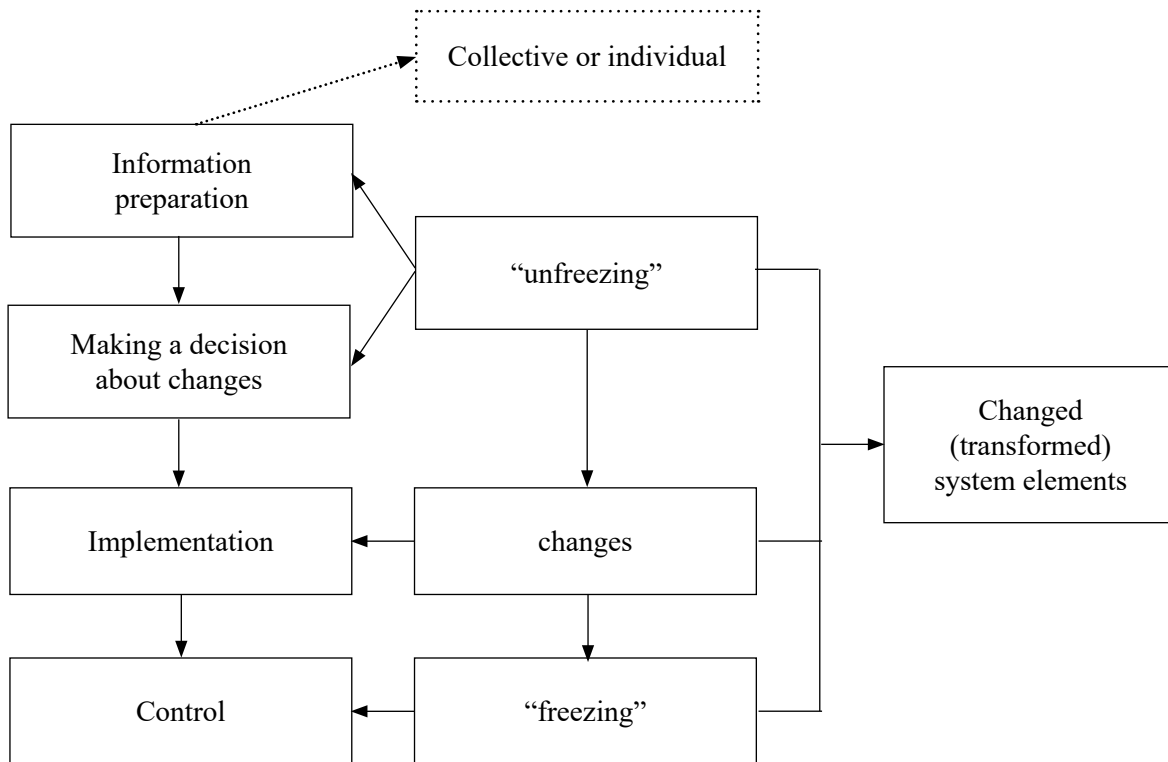 Collective or individual
Information
preparation
“unfreezing”
Making a decision
about changes
Changed
(transformed)
system elements
Implementation
changes
Control
“freezing”